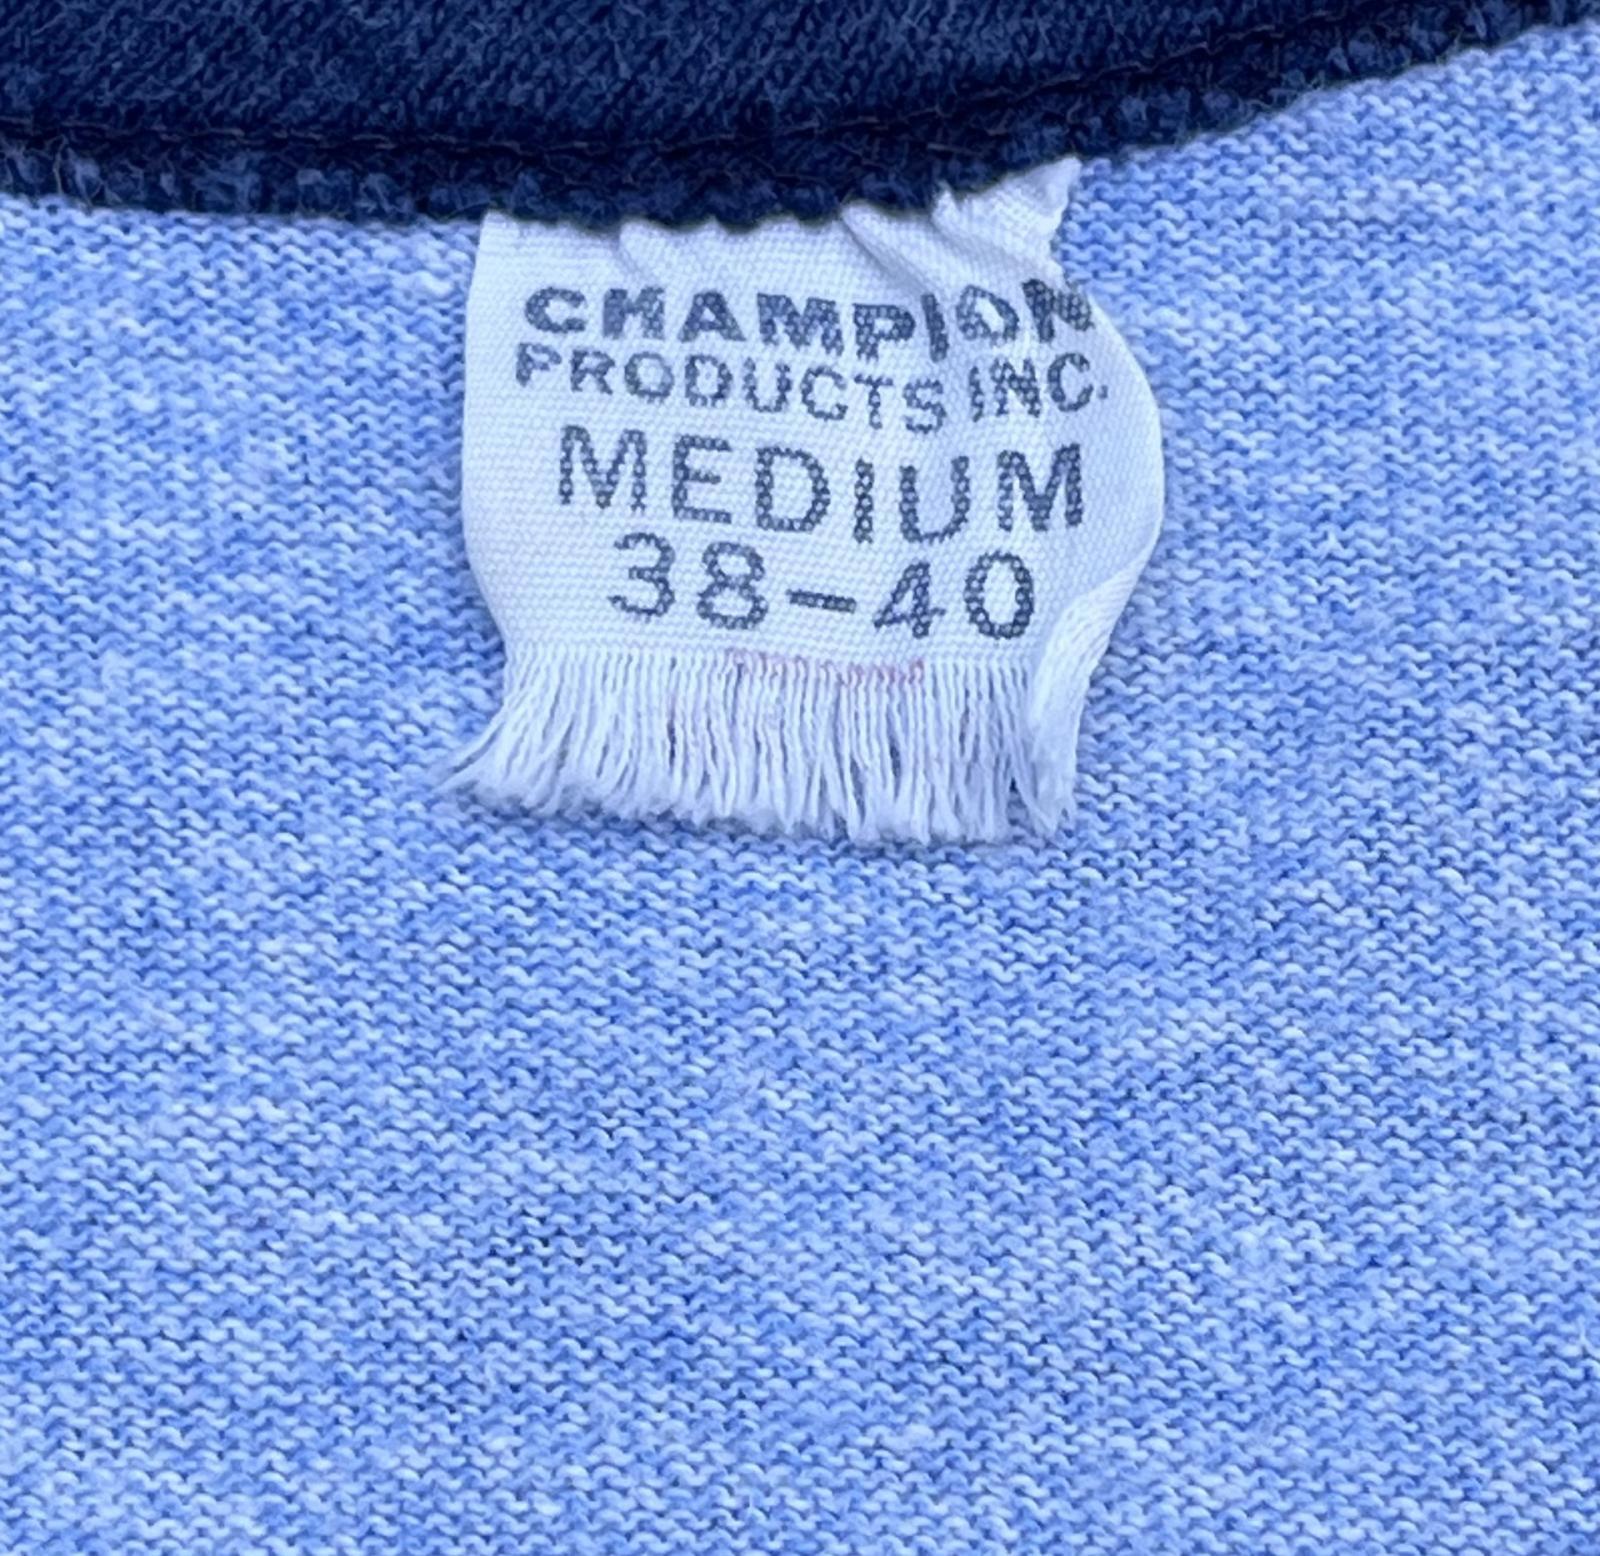 CHAMPION
PRODUCTS INC.
MEDIUM
38-40